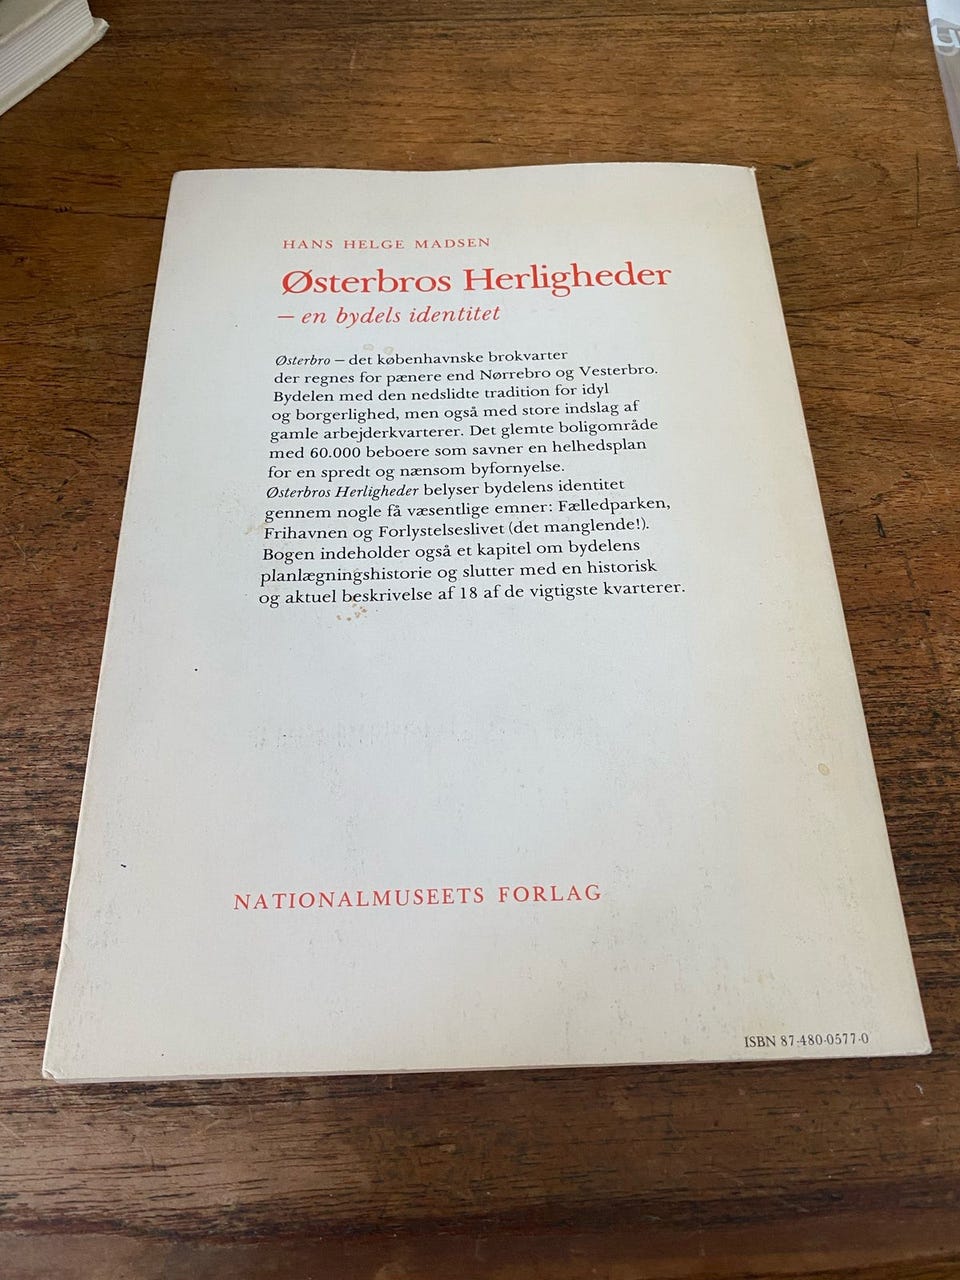 HANS HELGE MADSEN
Østerbros Herligheder
– en bydels identitet
Østerbro – det københavnske brokvarter
der regnes for pænere end Nørrebro og Vesterbro.
Bydelen med den nedslidte tradition for idyl
og borgerlighed, men også med store indslag af
gamle arbejderkvarterer. Det glemte boligområde
med 60.000 beboere som savner en helhedsplan
for en spredt og nænsom byfornyelse.
Østerbros Herligheder belyser bydelens identitet
gennem nogle få væsentlige emner: Fælledparken,
Frihavnen og Forlystelseslivet (det manglende!).
Bogen indeholder også et kapitel om bydelens
planlægningshistorie og slutter med en historisk
og aktuel beskrivelse af 18 af de vigtigste kvarterer.
NATIONALMUSEETS FORLAG
ISBN 87-480-0577-0